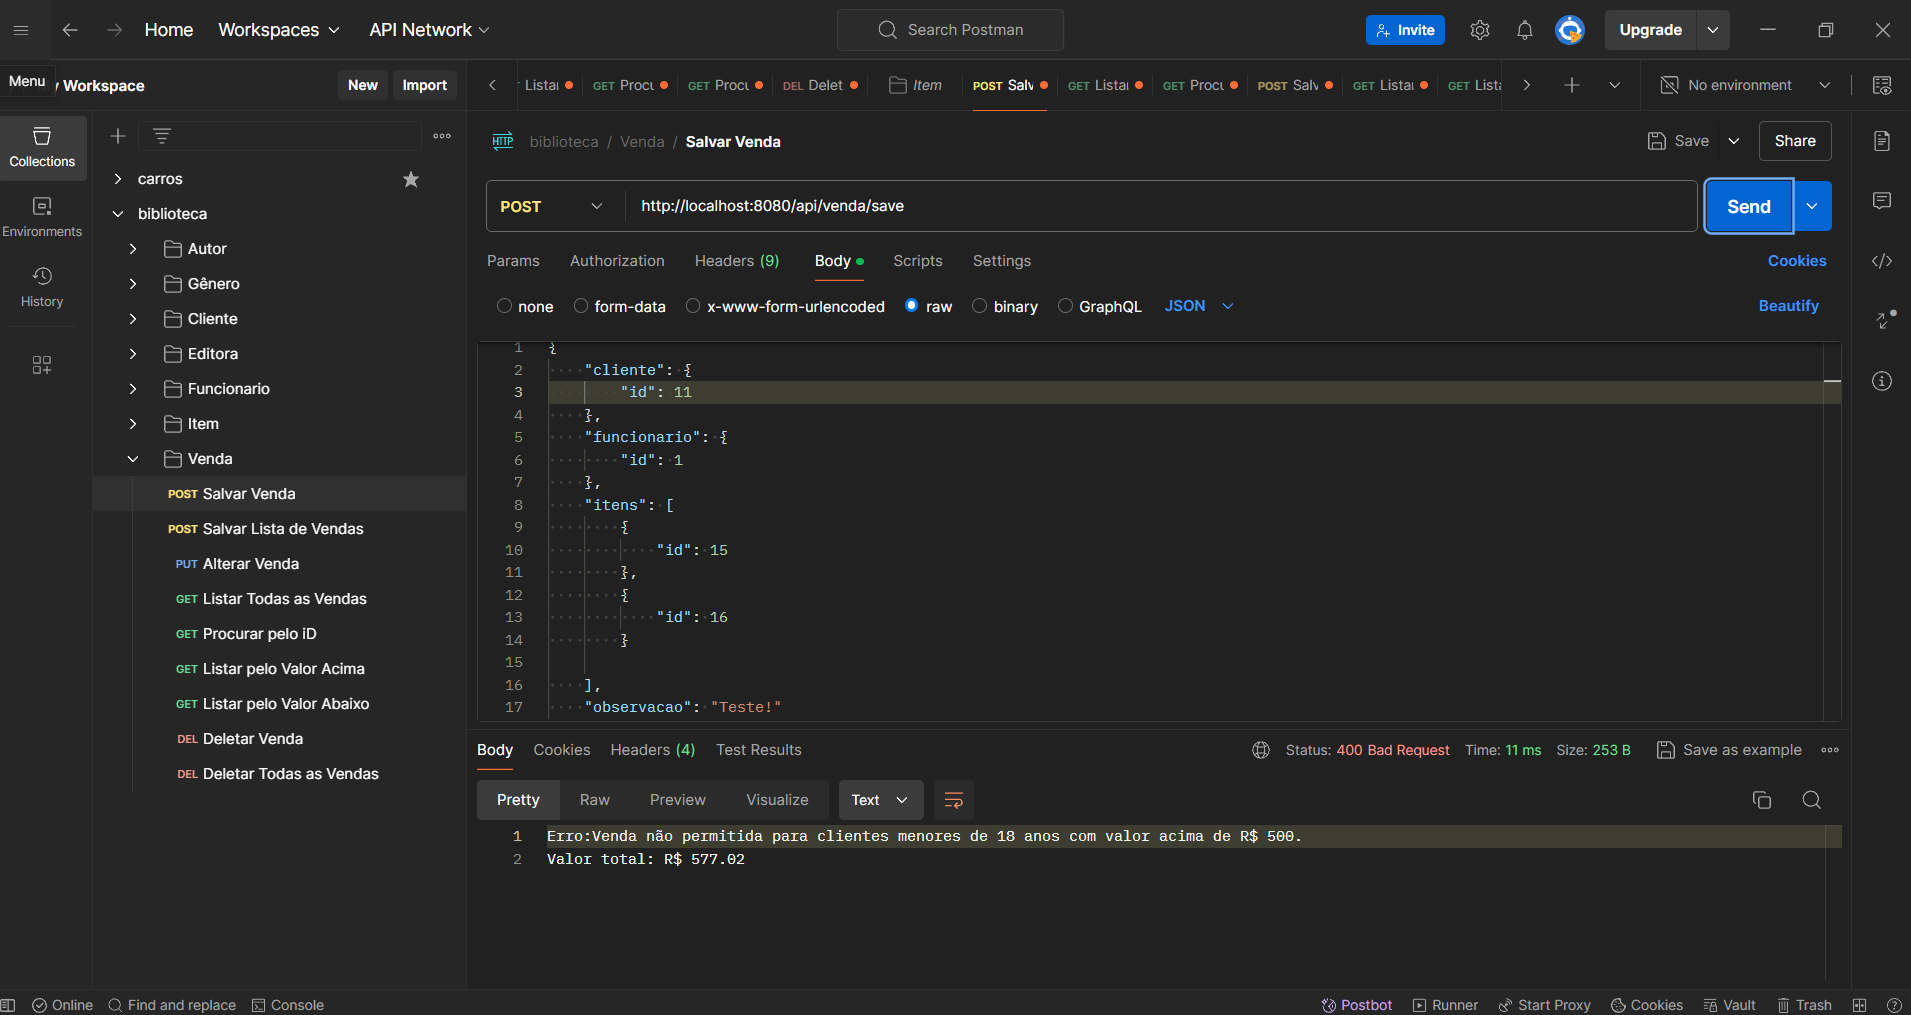 Home Workspaces API Network Search Postman Invite Upgrade
Menu
y Workspace New Import
Listar GET Procu GET Procu DEL Delet Item POST Salv GET Listar GET Procu POST Salv GET Listar GET Lista No environment
Collections
Environments
History
carros
biblioteca
Autor
Gênero
Cliente
Editora
Funcionario
Item
Venda
POST Salvar Venda
POST Salvar Lista de Vendas
PUT Alterar Venda
GET Listar Todas as Vendas
GET Procurar pelo iD
GET Listar pelo Valor Acima
GET Listar pelo Valor Abaixo
DEL Deletar Venda
DEL Deletar Todas as Vendas
HTTP biblioteca / Venda / Salvar Venda Save Share
POST http://localhost:8080/api/venda/save Send
Params Authorization Headers (9) Body Scripts Settings Cookies
none form-data x-www-form-urlencoded raw binary GraphQL JSON Beautify
1 {
2 "cliente": {
3 "id": 11
4 },
5 "funcionario": {
6 "id": 1
7 },
8 "itens": [
9 {
10 "id": 15
11 },
12 {
13 "id": 16
14 }
15
16 ],
17 "observacao": "Teste!"
Body Cookies Headers (4) Test Results Status: 400 Bad Request Time: 11 ms Size: 253 B Save as example
Pretty Raw Preview Visualize Text
1 Erro:Venda não permitida para clientes menores de 18 anos com valor acima de R$ 500.
2 Valor total: R$ 577.02
Online Find and replace Console Postbot Runner Start Proxy Cookies Vault Trash